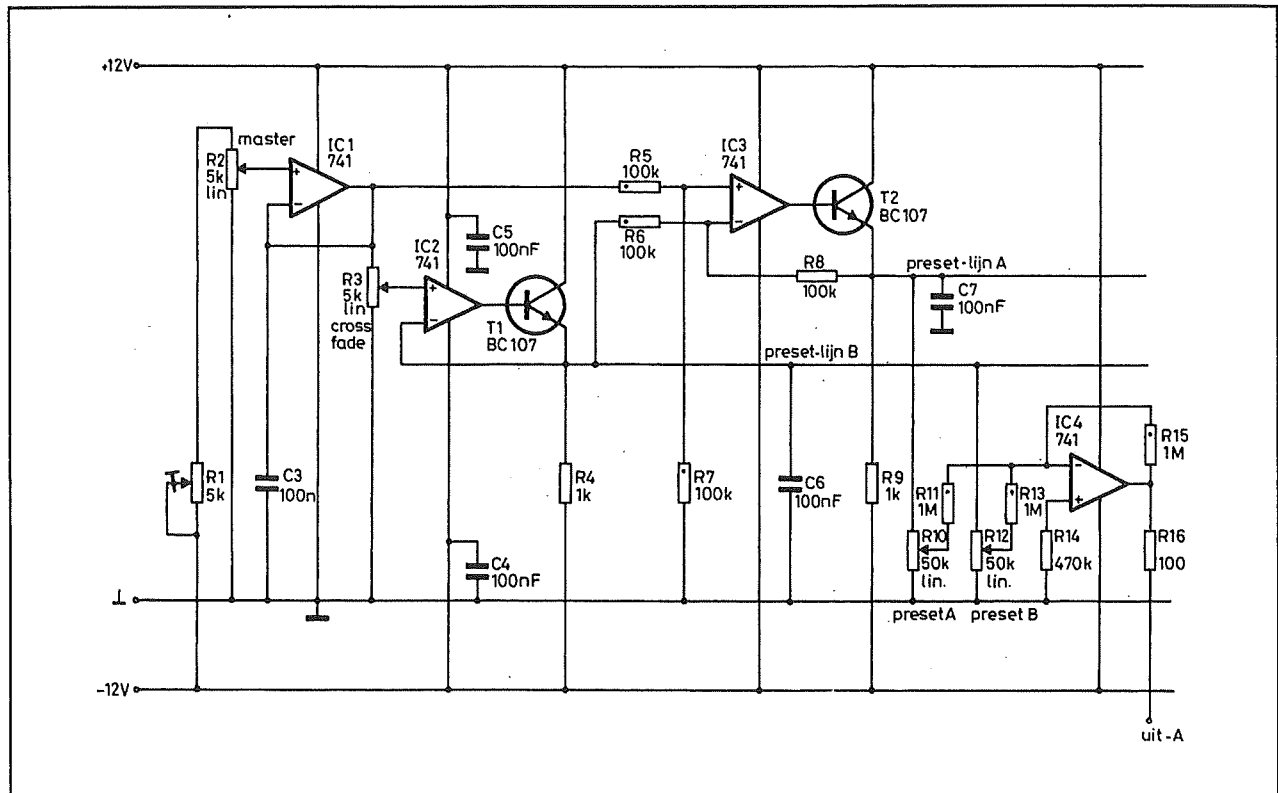 +12V
master
R2
5k
lin
IC1
741
+
-
R3
5k
lin
cross
fade
IC2
741
+
-
C5
100nF
T1
BC107
R5
100k
R6
100k
IC3
741
+
-
T2
BC107
R8
100k
preset-lijn A
C7
100nF
preset-lijn B
R1
5k
C3
100n
R4
1k
C4
100nF
R7
100k
C6
100nF
R9
1k
IC4
741
-
+
R15
1M
R11
1M
R13
1M
R10
50k
lin.
R12
50k
lin.
R14
470k
R16
100
⊥
preset A
preset B
-12V
uit-A